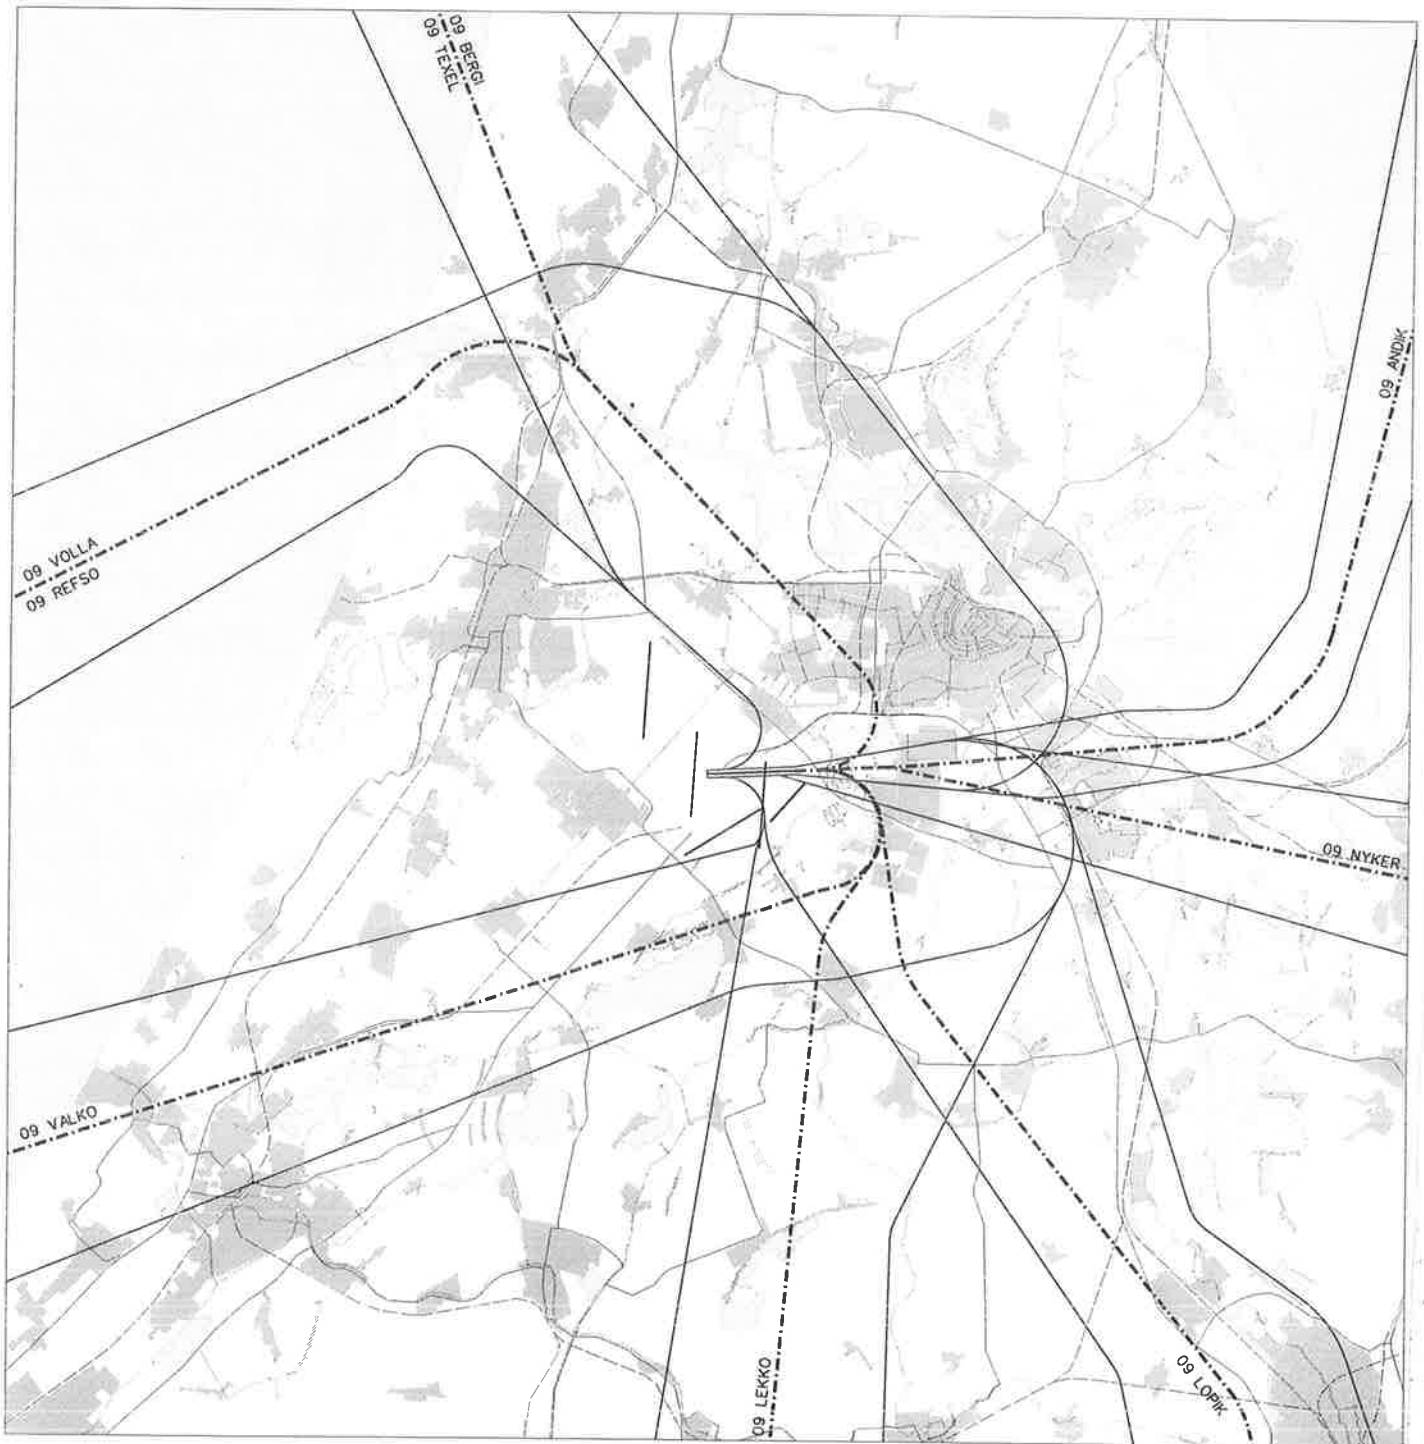 09 BERGI
09 TEXEL
09 ANDIK
09 VOLLA
09 REFSO
09 NYKER
09 VALKO
09 LEKKO
09 LOPIK